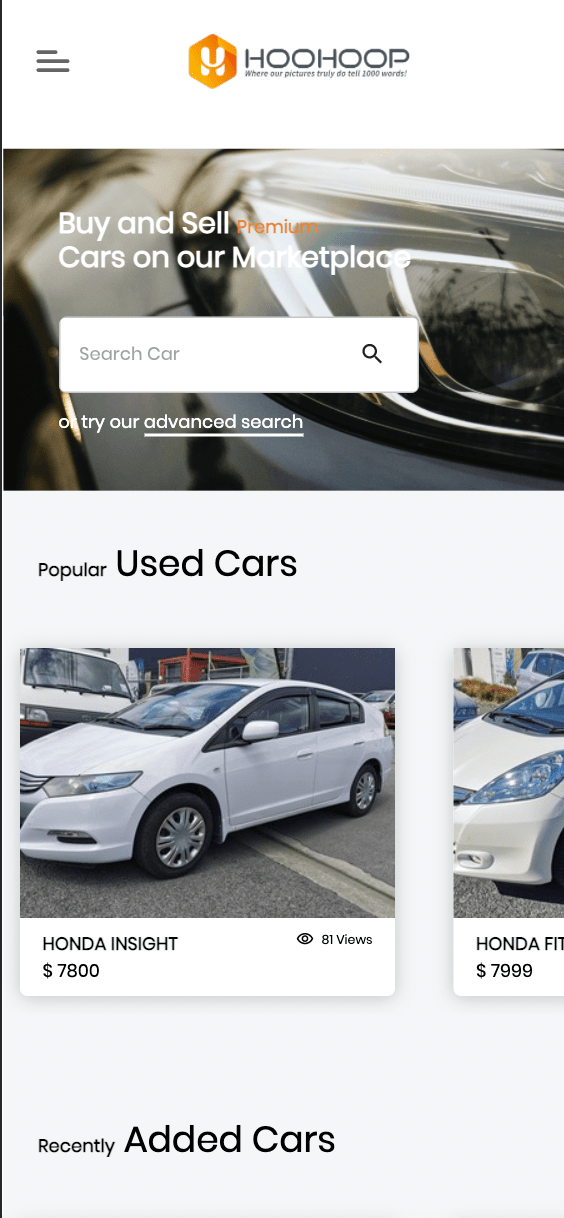 HOOHOOP
Where our pictures truly do tell 1000 words!
Buy and Sell Premium
Cars on our Marketplace
Search Car
or try our advanced search
Popular Used Cars
HONDA INSIGHT
81 Views
$ 7800
HONDA FIT
$ 7999
Recently Added Cars